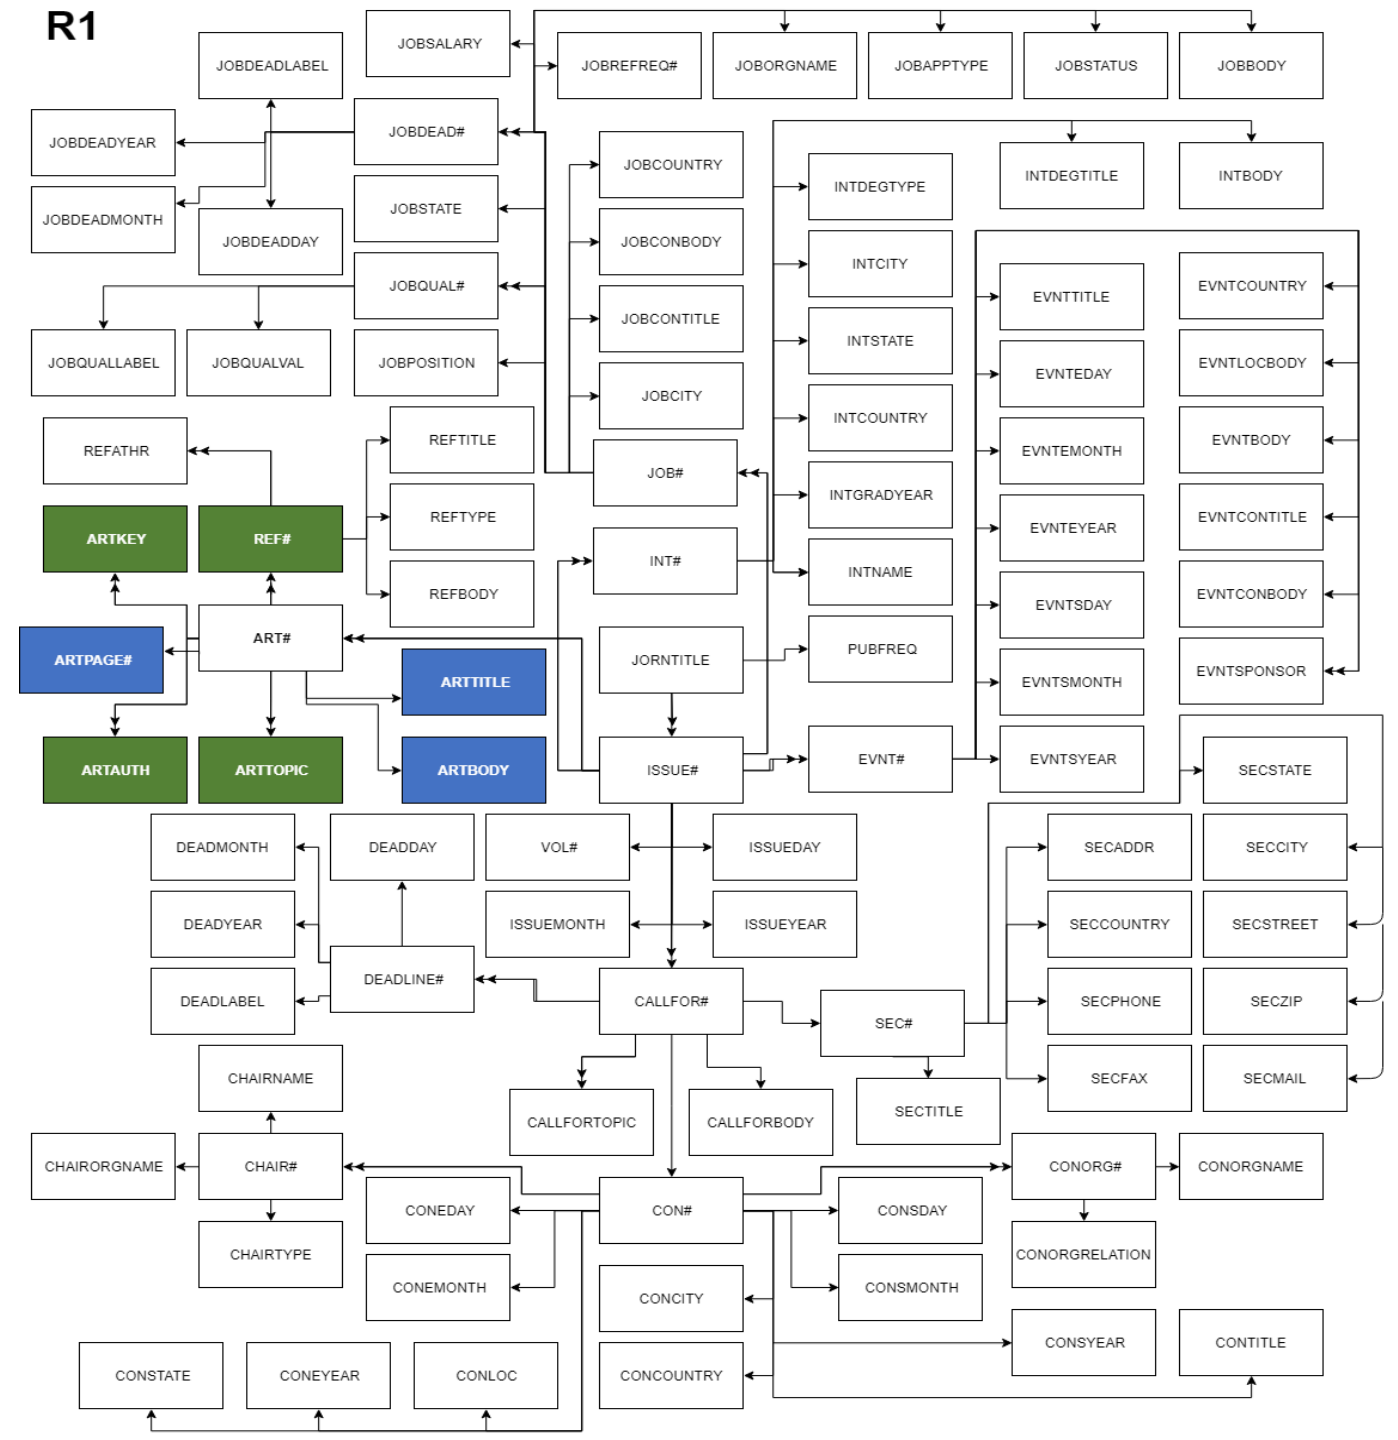 R1
JOBSALARY
JOBDEADLABEL
JOBREFREQ#
JOBORGNAME
JOBAPPTYPE
JOBSTATUS
JOBBODY
JOBDEADYEAR
JOBDEAD#
JOBCOUNTRY
INTDEGTYPE
INTDEGTITLE
INTBODY
JOBDEADMONTH
JOBSTATE
JOBDEADDAY
JOBCONBODY
INTCITY
JOBQUAL#
EVNTTITLE
EVNTCOUNTRY
JOBCONTITLE
INTSTATE
JOBQUALLABEL
JOBQUALVAL
JOBPOSITION
EVNTEDAY
EVNTLOCBODY
JOBCITY
INTCOUNTRY
REFATHR
REFTITLE
EVNTEMONTH
EVNTBODY
JOB#
INTGRADYEAR
ARTKEY
REF#
REFTYPE
EVNTEYEAR
EVNTCONTITLE
INT#
INTNAME
REFBODY
EVNTSDAY
EVNTCONBODY
ART#
ARTPAGE#
JORNTITLE
PUBFREQ
ARTTITLE
EVNTSMONTH
EVNTSPONSOR
ARTAUTH
ARTTOPIC
ARTBODY
ISSUE#
EVNT#
EVNTSYEAR
SECSTATE
DEADMONTH
DEADDAY
VOL#
ISSUEDAY
SECADDR
SECCITY
DEADYEAR
ISSUEMONTH
ISSUEYEAR
SECCOUNTRY
SECSTREET
DEADLINE#
DEADLABEL
CALLFOR#
SEC#
SECPHONE
SECZIP
CHAIRNAME
SECFAX
SECMAIL
CALLFORTOPIC
CALLFORBODY
SECTITLE
CHAIRORGNAME
CHAIR#
CONORG#
CONORGNAME
CONEDAY
CON#
CONSDAY
CHAIRTYPE
CONORGRELATION
CONEMONTH
CONCITY
CONSMONTH
CONSYEAR
CONTITLE
CONSTATE
CONEYEAR
CONLOC
CONCOUNTRY